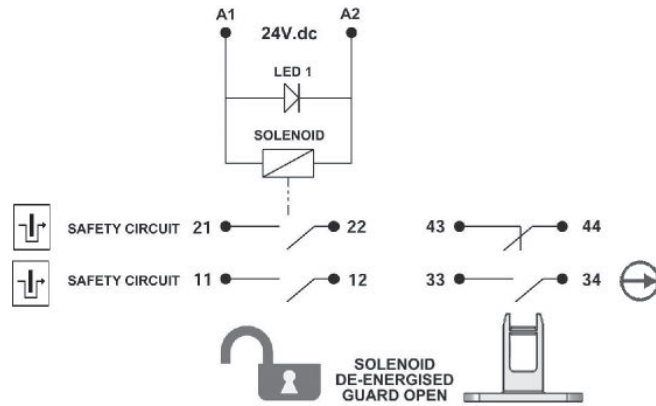 A1 A2
24V.dc
LED 1
SOLENOID
SAFETY CIRCUIT 21 22 43 44
SAFETY CIRCUIT 11 12 33 34
SOLENOID
DE-ENERGISED
GUARD OPEN